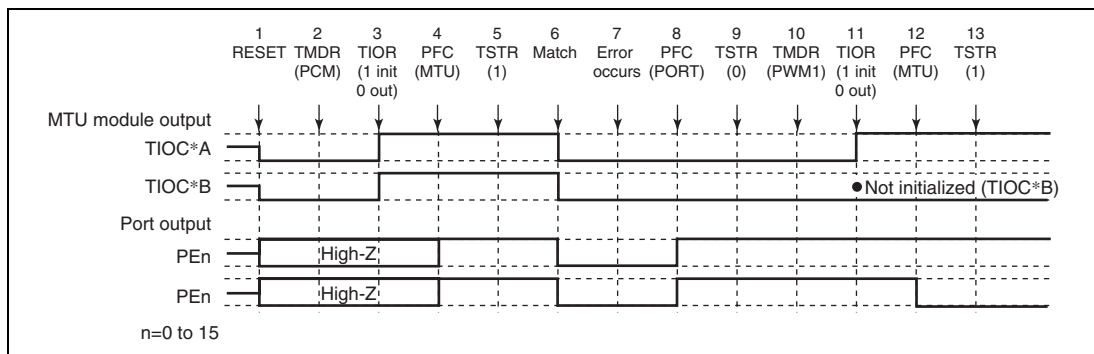 1 2 3 4 5 6 7 8 9 10 11 12 13
RESET TMDR TIOR PFC TSTR Match Error PFC TSTR TMDR TIOR PFC TSTR
(PCM) (1 init (MTU) (1) occurs (PORT) (0) (PWM1) (1 init (MTU) (1)
0 out) 0 out)
MTU module output
TIOC*A
TIOC*B
●Not initialized (TIOC*B)
Port output
PEn High-Z
PEn High-Z
n=0 to 15